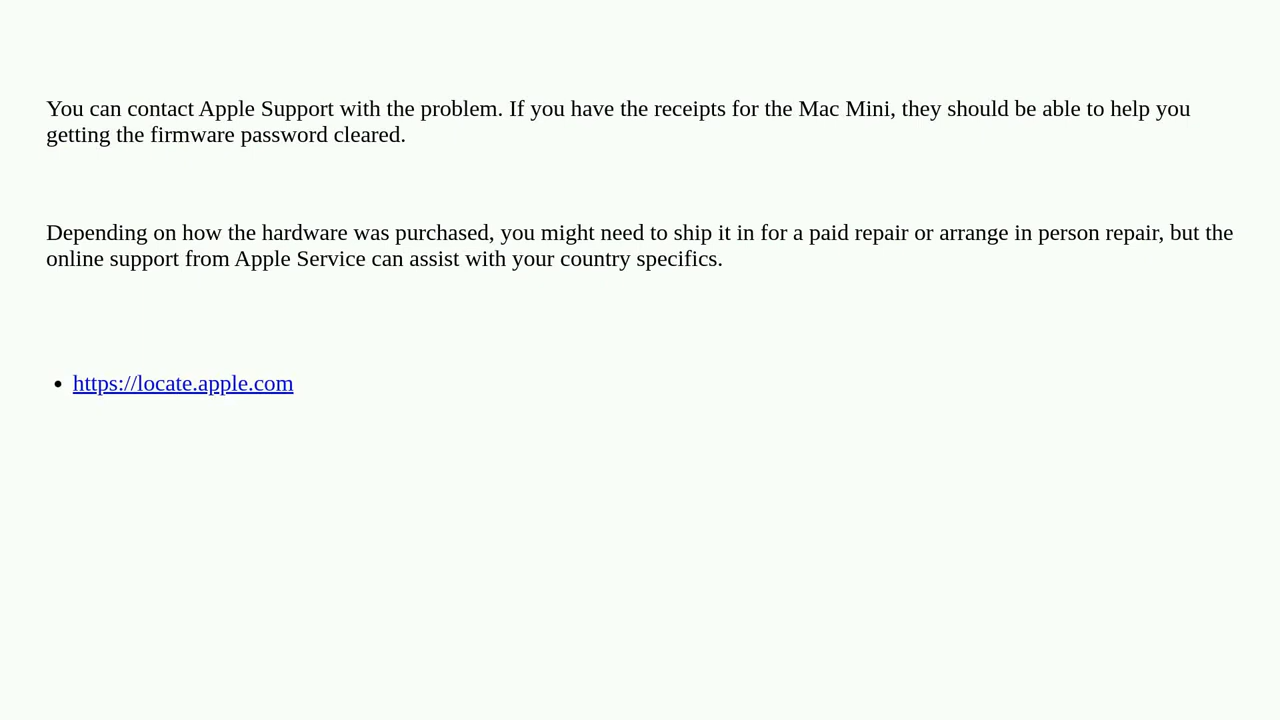 You can contact Apple Support with the problem. If you have the receipts for the Mac Mini, they should be able to help you
getting the firmware password cleared.
Depending on how the hardware was purchased, you might need to ship it in for a paid repair or arrange in person repair, but the
online support from Apple Service can assist with your country specifics.
• https://locate.apple.com